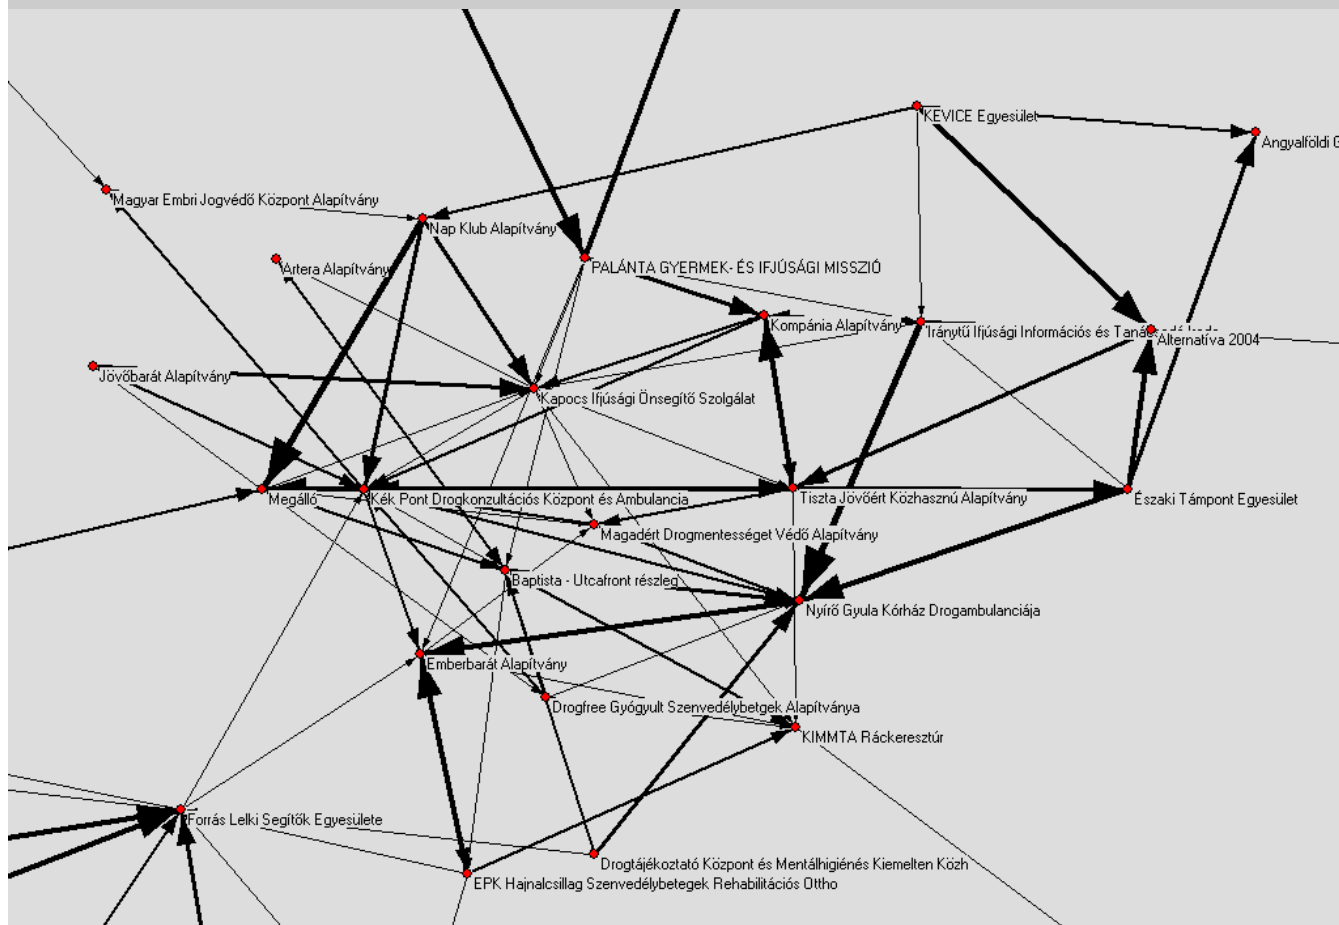 KEVICE Egyesület
Angyalföldi G
Magyar Embri Jogvédő Központ Alapítvány
Nap Klub Alapítvány
Artera Alapítvány
PALÁNTA GYERMEK- ÉS IFJÚSÁGI MISSZIÓ
Kompánia Alapítvány
Iránytű Ifjúsági Információs és
Alternatíva 2004
Jövőbarát Alapítvány
Kapocs Ifjúsági Önsegítő Szolgálat
Megálló
Kék Pont Drogkonzultációs Központ és Ambulancia
Tiszta Jövőért Közhasznú Alapítvány
Északi Támpont Egyesület
Magadért Drogmentességet Védő Alapítvány
Baptista - Utcafront részleg
Nyírő Gyula Kórház Drogambulanciája
Emberbarát Alapítvány
Drogfree Gyógyult Szenvedélybetgek Alapítványa
KIMMTA Ráckeresztúr
Forrás Lelki Segítők Egyesülete
Drogtájékoztató Központ és Mentálhigiénés Kiemelten Közh
EPK Hajnalcsillag Szenvedélybetegek Rehabilitációs Ottho